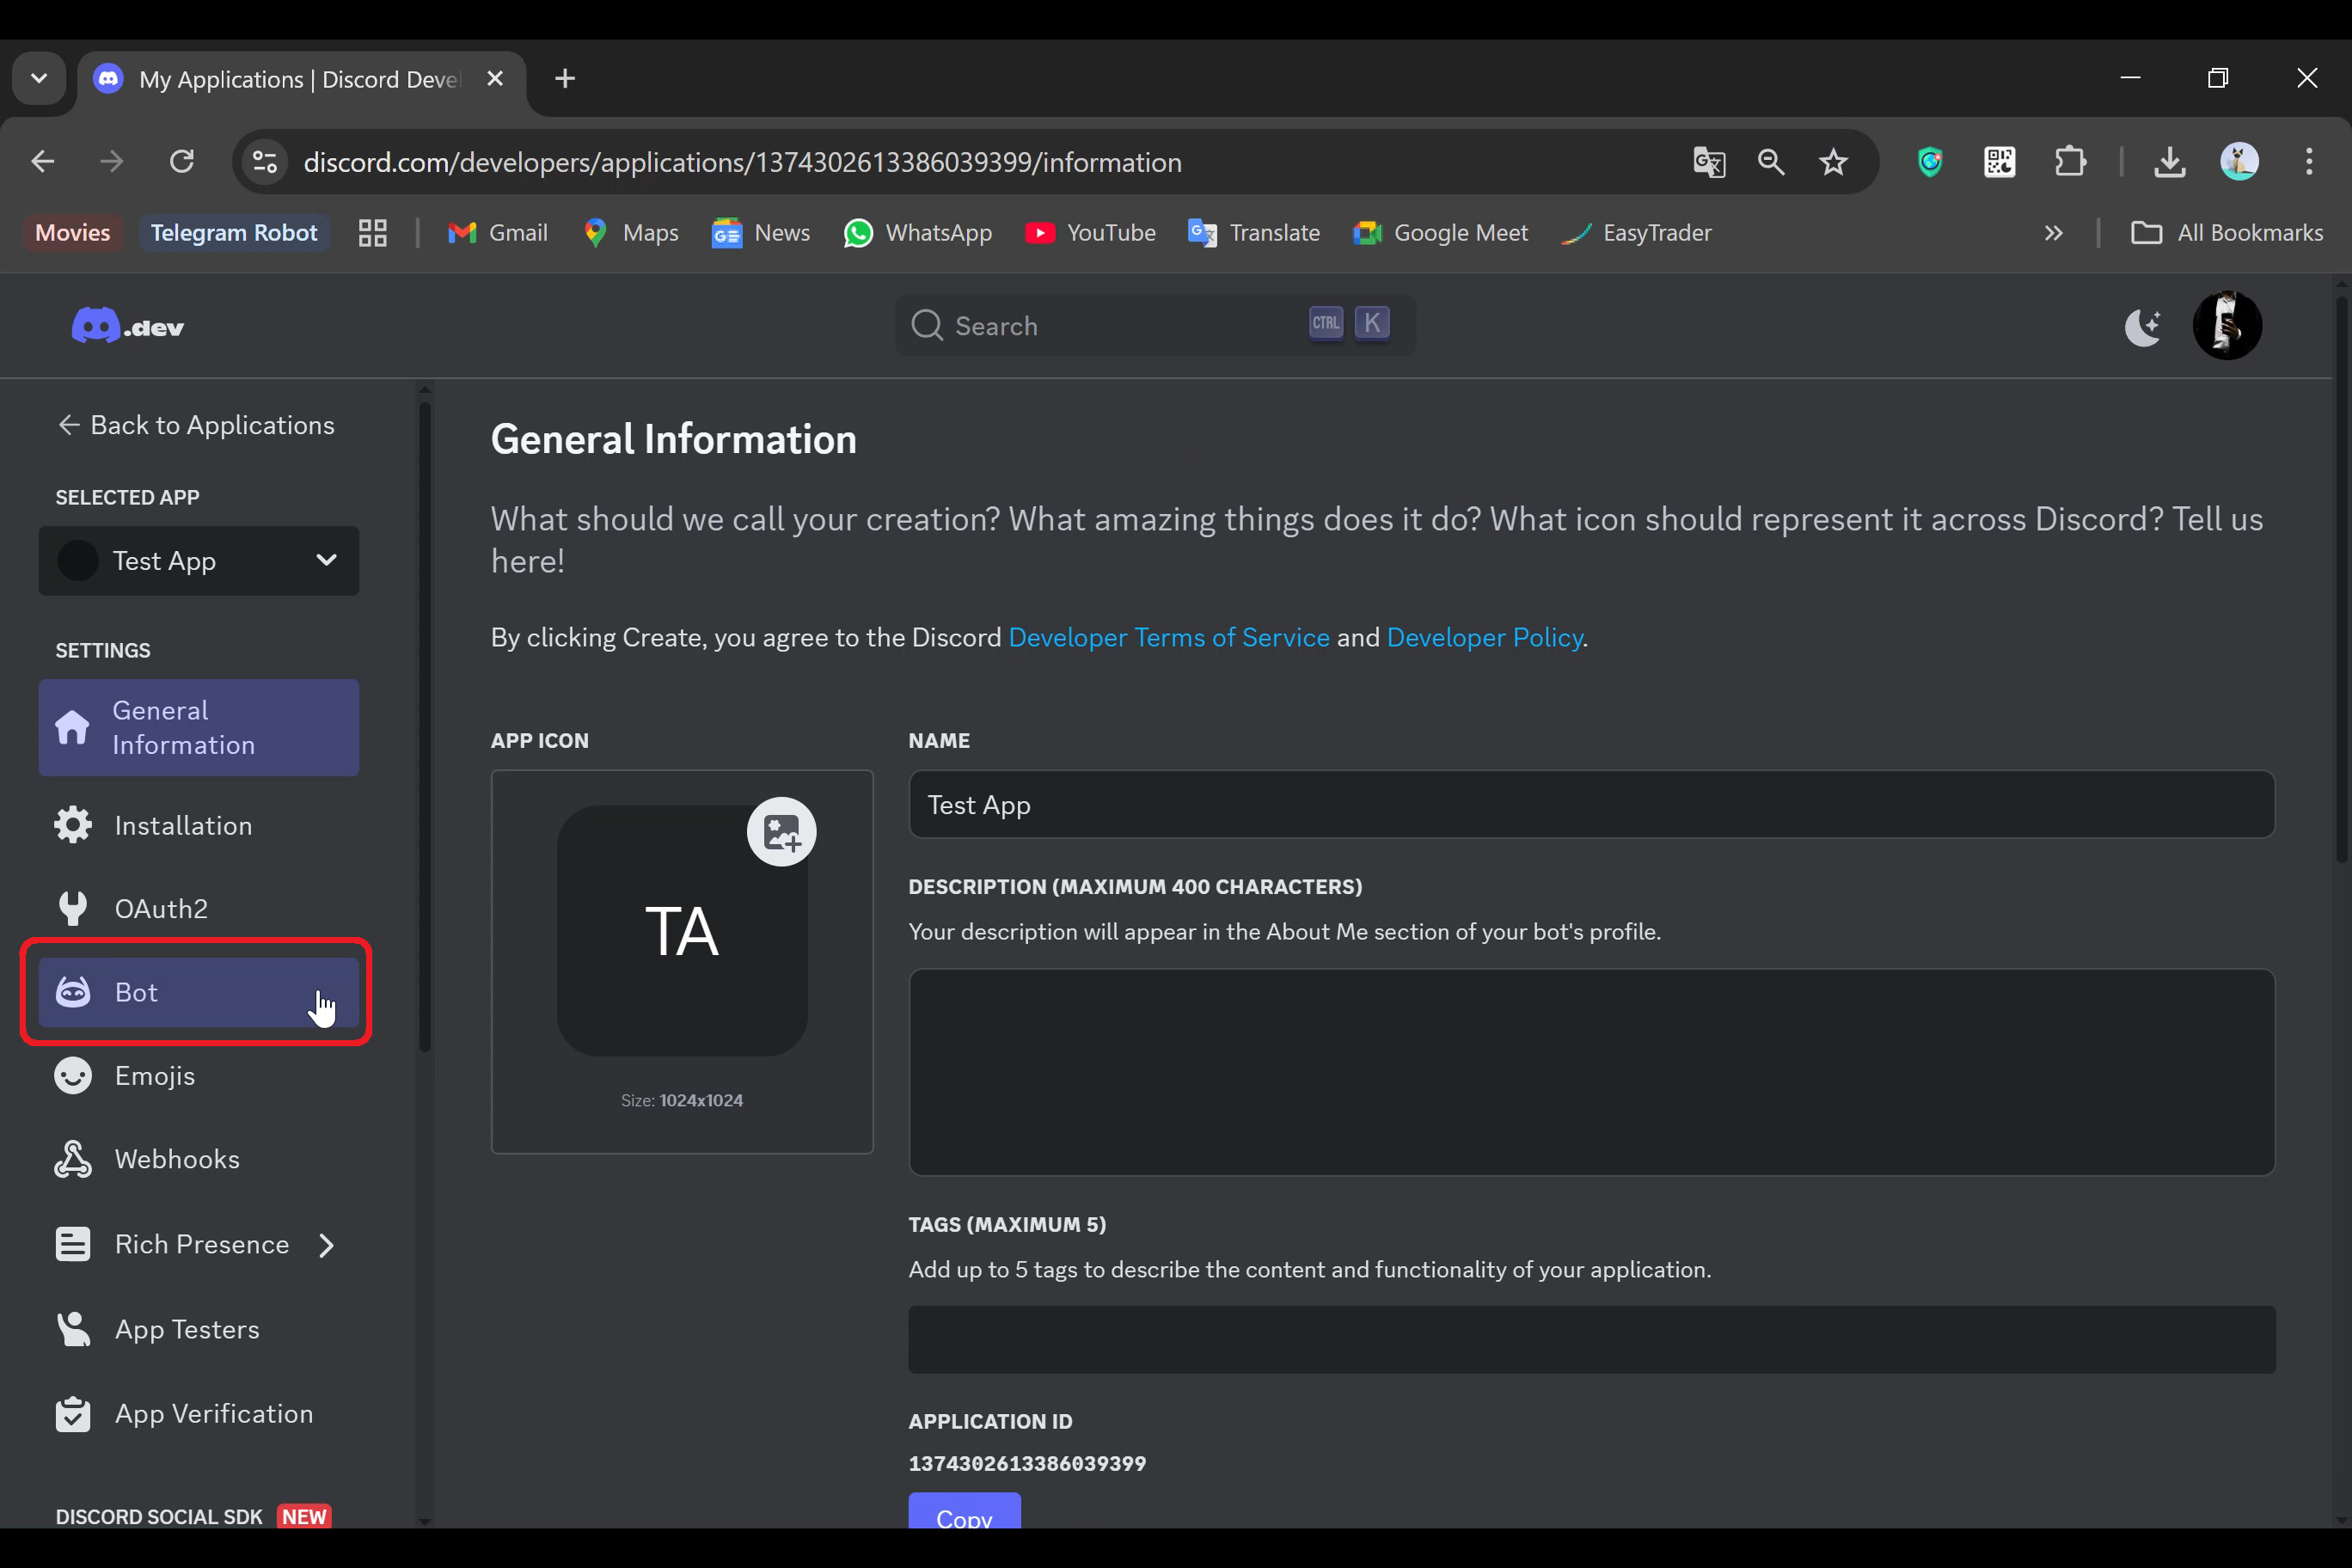 My Applications | Discord Devel
discord.com/developers/applications/1374302613386039399/information
Movies
Telegram Robot
Gmail
Maps
News
WhatsApp
YouTube
Translate
Google Meet
EasyTrader
All Bookmarks
.dev
Search
CTRL K
Back to Applications
SELECTED APP
Test App
SETTINGS
General
Information
Installation
OAuth2
Bot
Emojis
Webhooks
Rich Presence
App Testers
App Verification
DISCORD SOCIAL SDK NEW
General Information
What should we call your creation? What amazing things does it do? What icon should represent it across Discord? Tell us
here!
By clicking Create, you agree to the Discord Developer Terms of Service and Developer Policy.
APP ICON
TA
Size: 1024x1024
NAME
Test App
DESCRIPTION (MAXIMUM 400 CHARACTERS)
Your description will appear in the About Me section of your bot's profile.
TAGS (MAXIMUM 5)
Add up to 5 tags to describe the content and functionality of your application.
APPLICATION ID
1374302613386039399
Copy